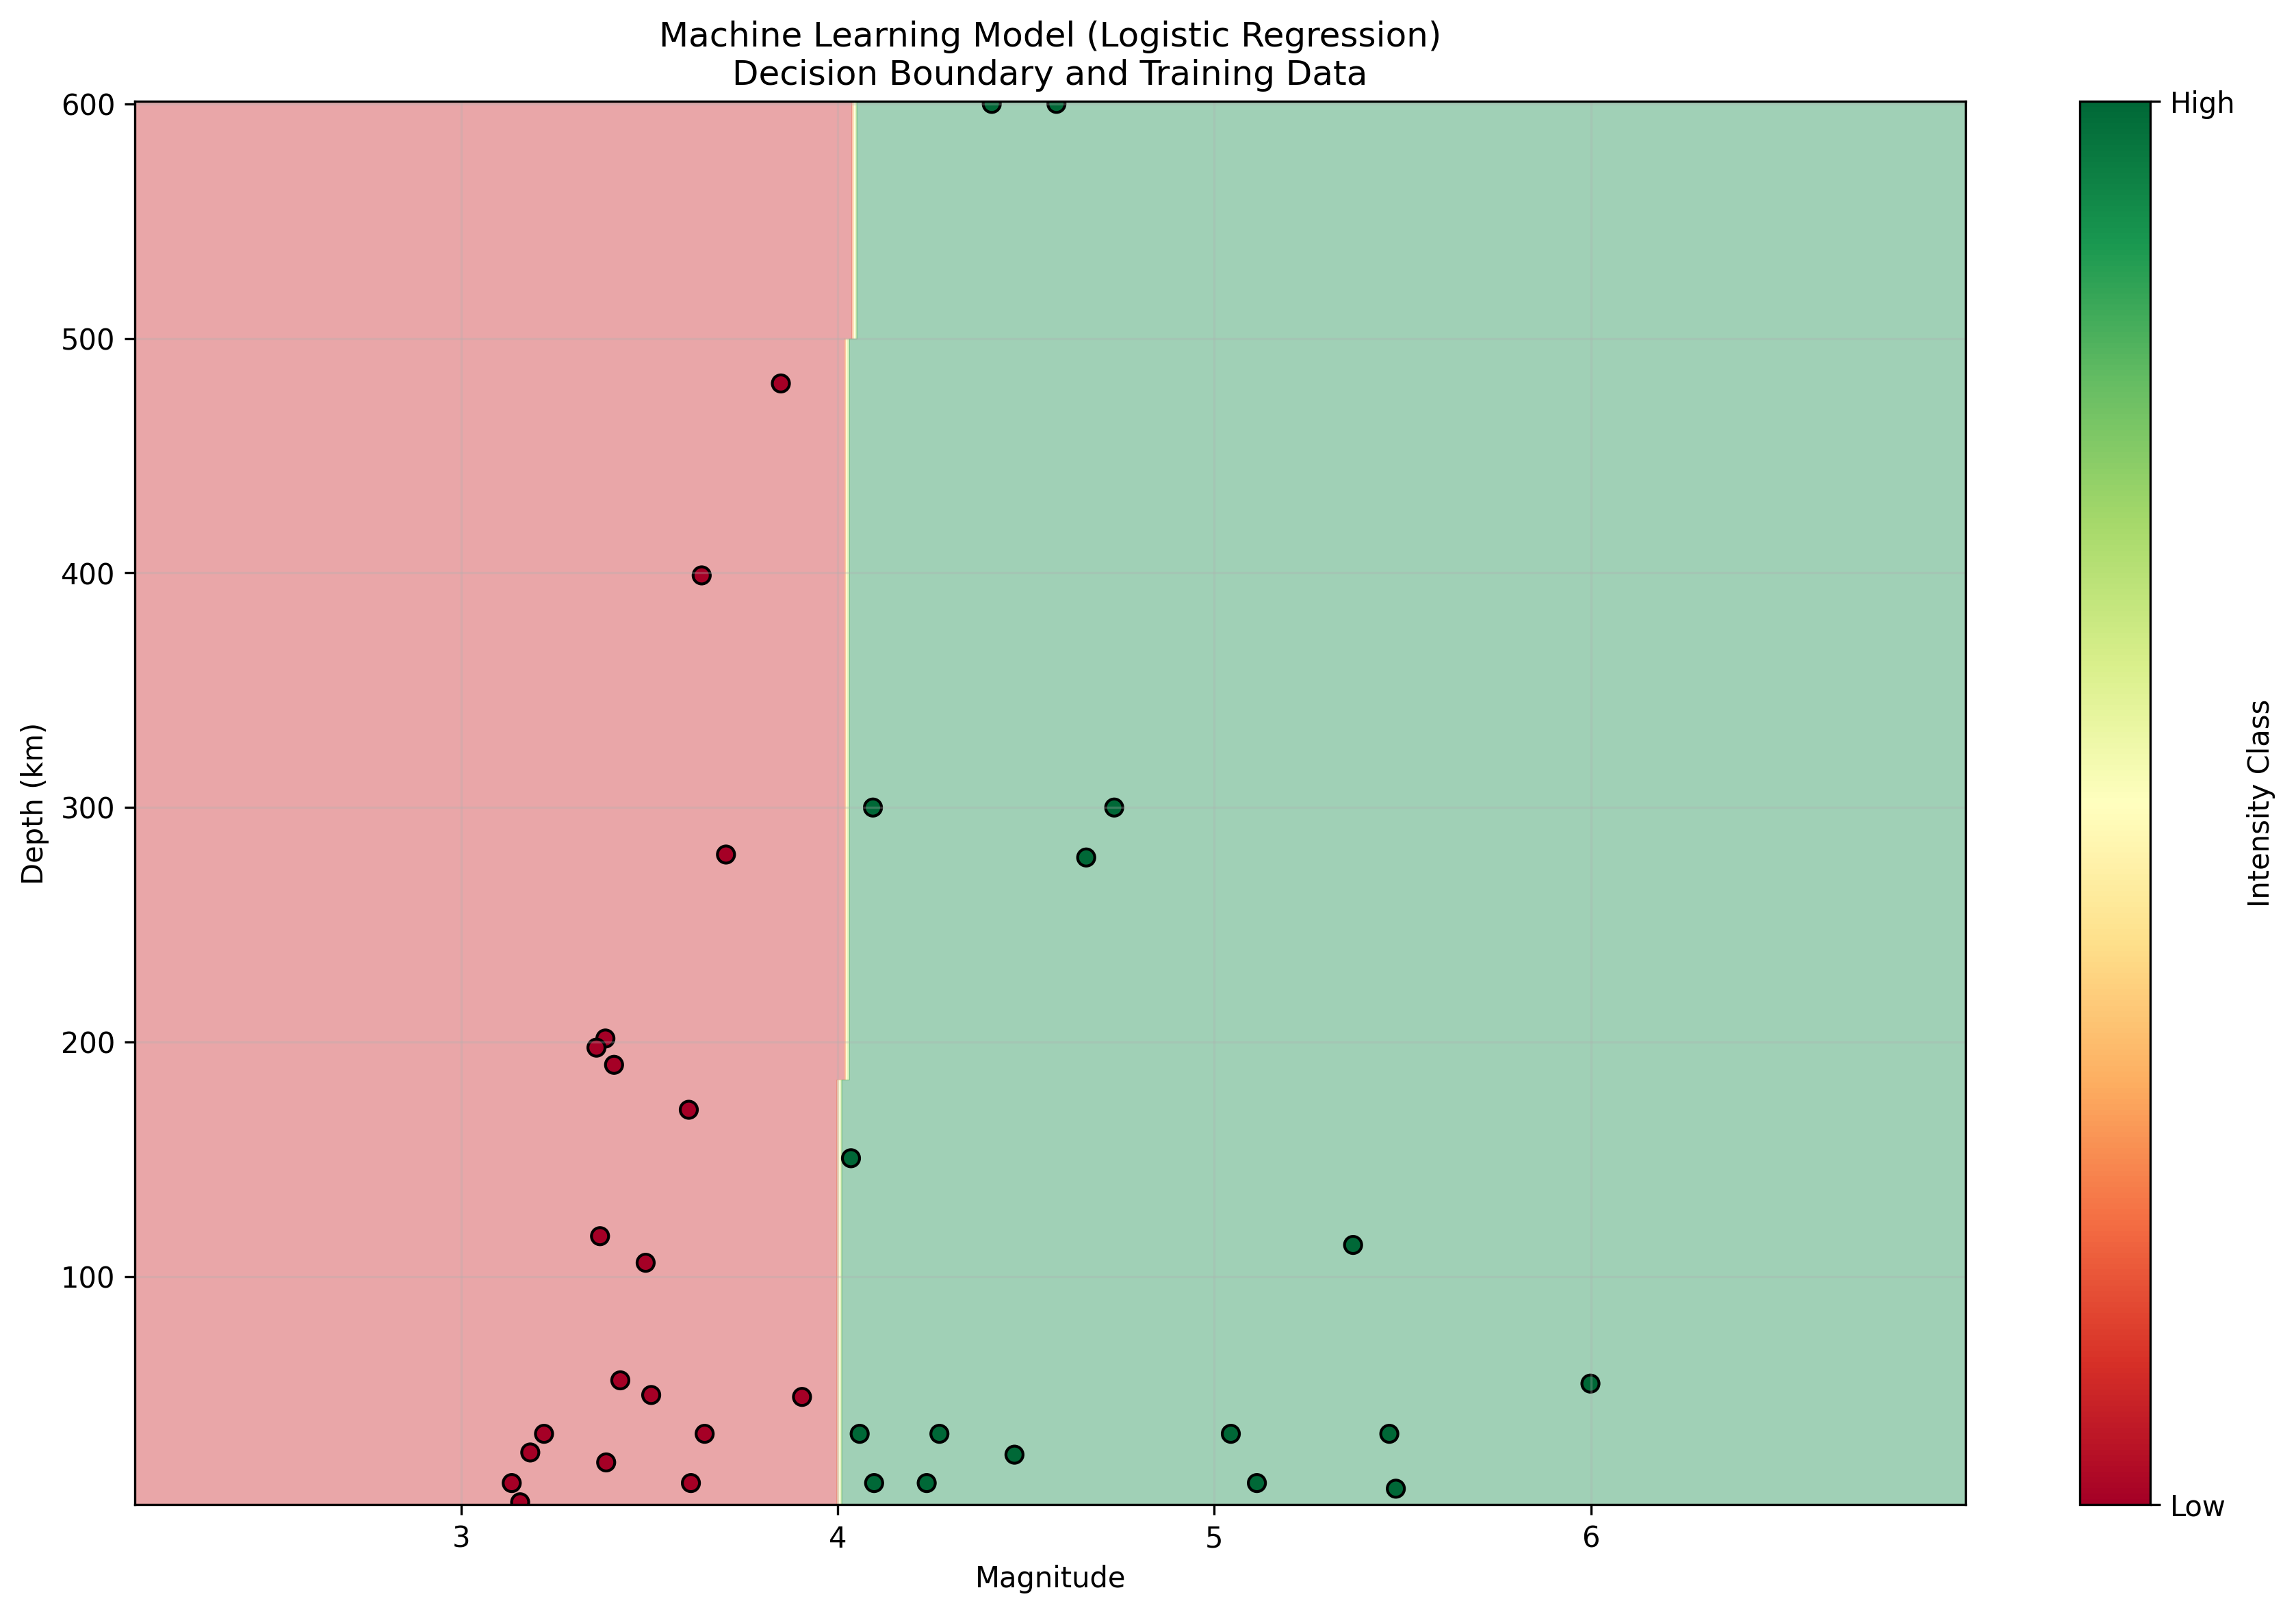 Machine Learning Model (Logistic Regression)
Decision Boundary and Training Data
600
500
400
300
200
100
Depth (km)
3
4
5
6
Magnitude
High
Low
Intensity Class